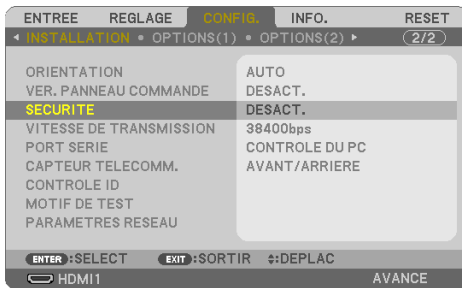 ENTREE REGLAGE CONFIG. INFO. RESET
INSTALLATION • OPTIONS(1) • OPTIONS(2) ▶ 2/2
ORIENTATION AUTO
VER. PANNEAU COMMANDE DESACT.
SECURITE DESACT.
VITESSE DE TRANSMISSION 38400bps
PORT SERIE CONTROLE DU PC
CAPTEUR TELECOMM. AVANT/ARRIERE
CONTROLE ID
MOTIF DE TEST
PARAMETRES RESEAU
ENTER :SELECT EXIT :SORTIR :DEPLAC
HDMI1 AVANCE